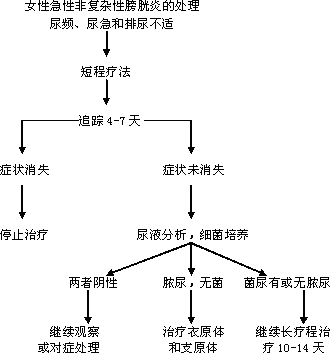 女性急性非复杂性膀胱炎的处理
尿频、尿急和排尿不适
短程疗法
追踪4-7天
症状消失
症状未消失
停止治疗
尿液分析，细菌培养
两者阴性
脓尿，无菌
菌尿有或无脓尿
继续观察
或对症处理
治疗衣原体
和支原体
继续长疗程治
疗10-14天